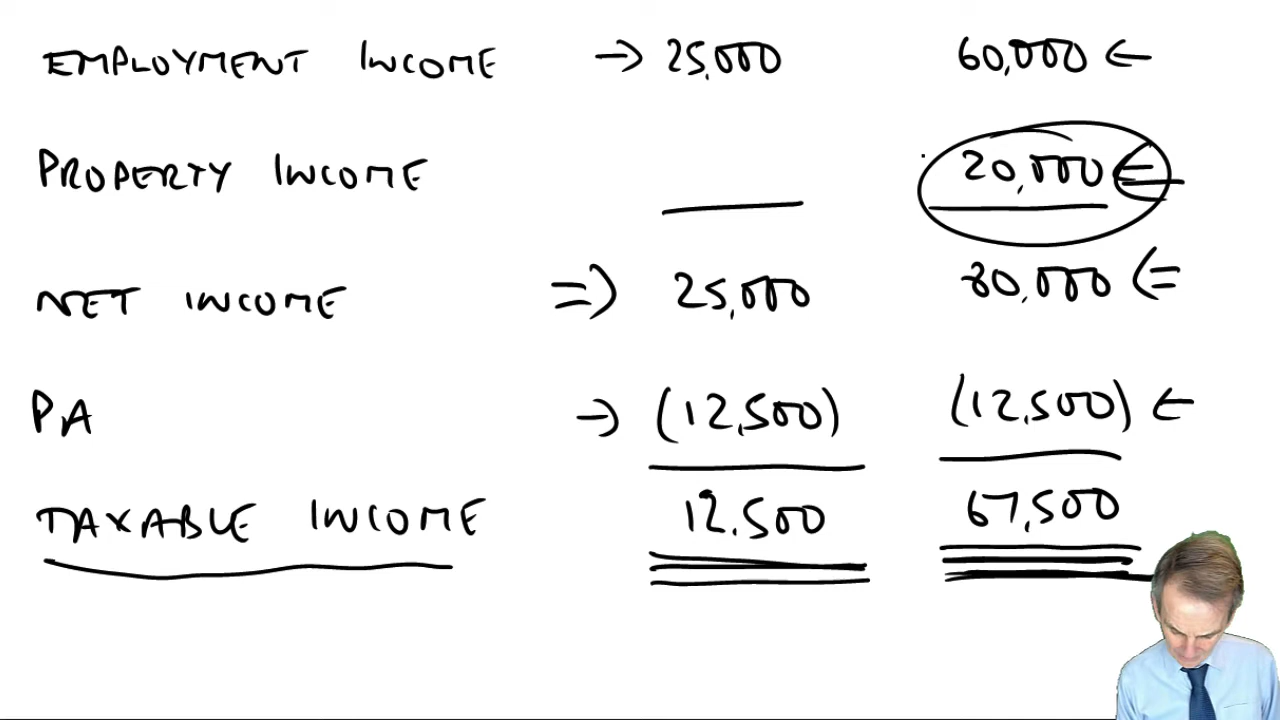 EMPLOYMENT INCOME → 25,000 60,000 ←
PROPERTY INCOME 20,000 ←
NET INCOME ⇒ 25,000 80,000 ⇐
PA → (12,500) (12,500) ←
TAXABLE INCOME 12,500 67,500